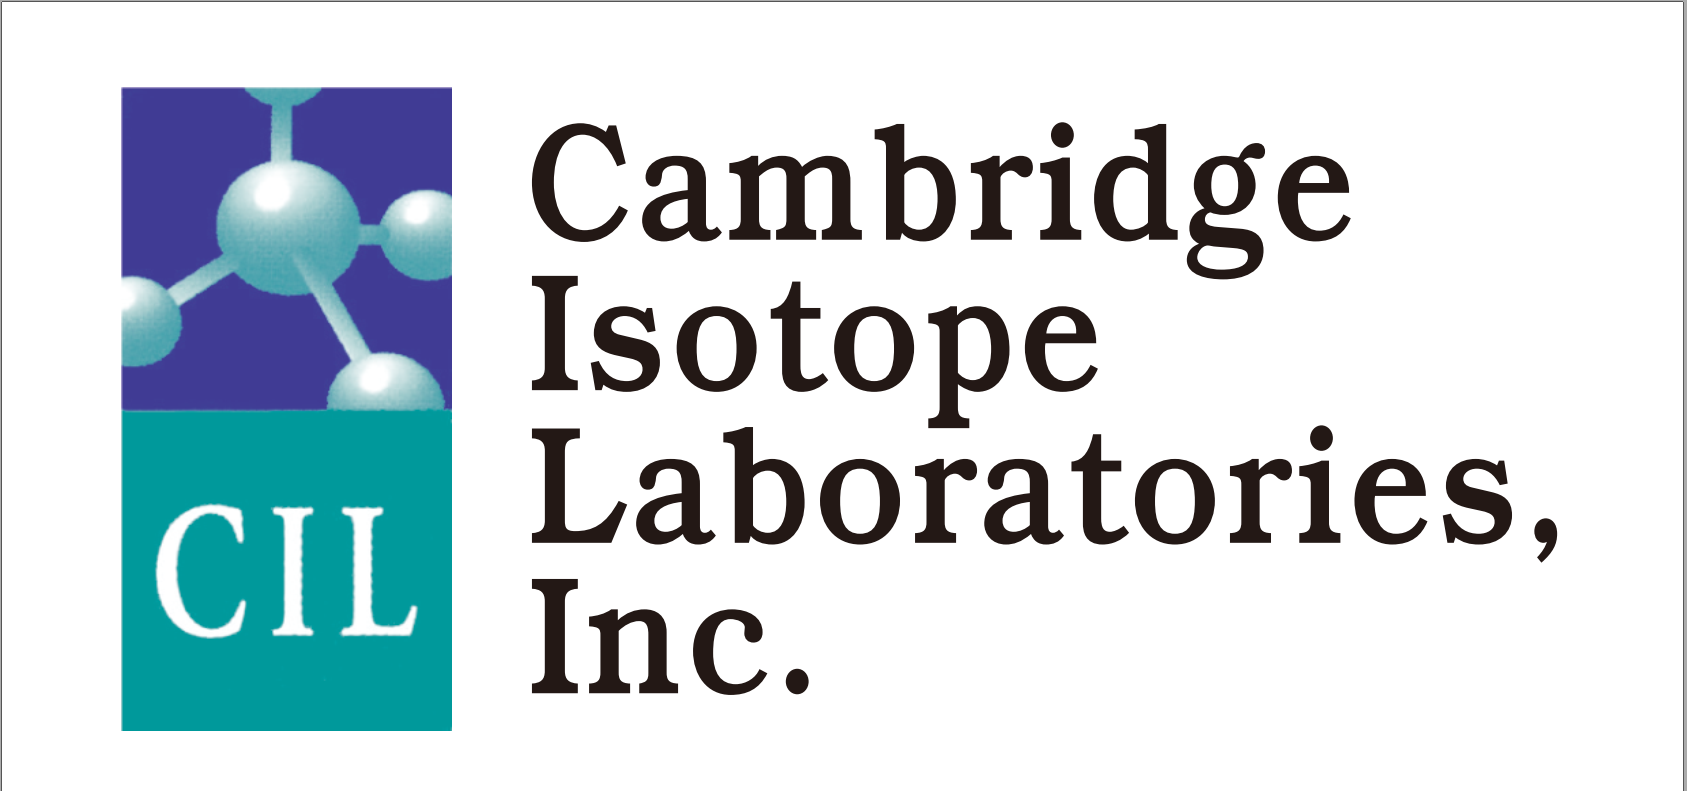 CIL
Cambridge
Isotope
Laboratories,
Inc.